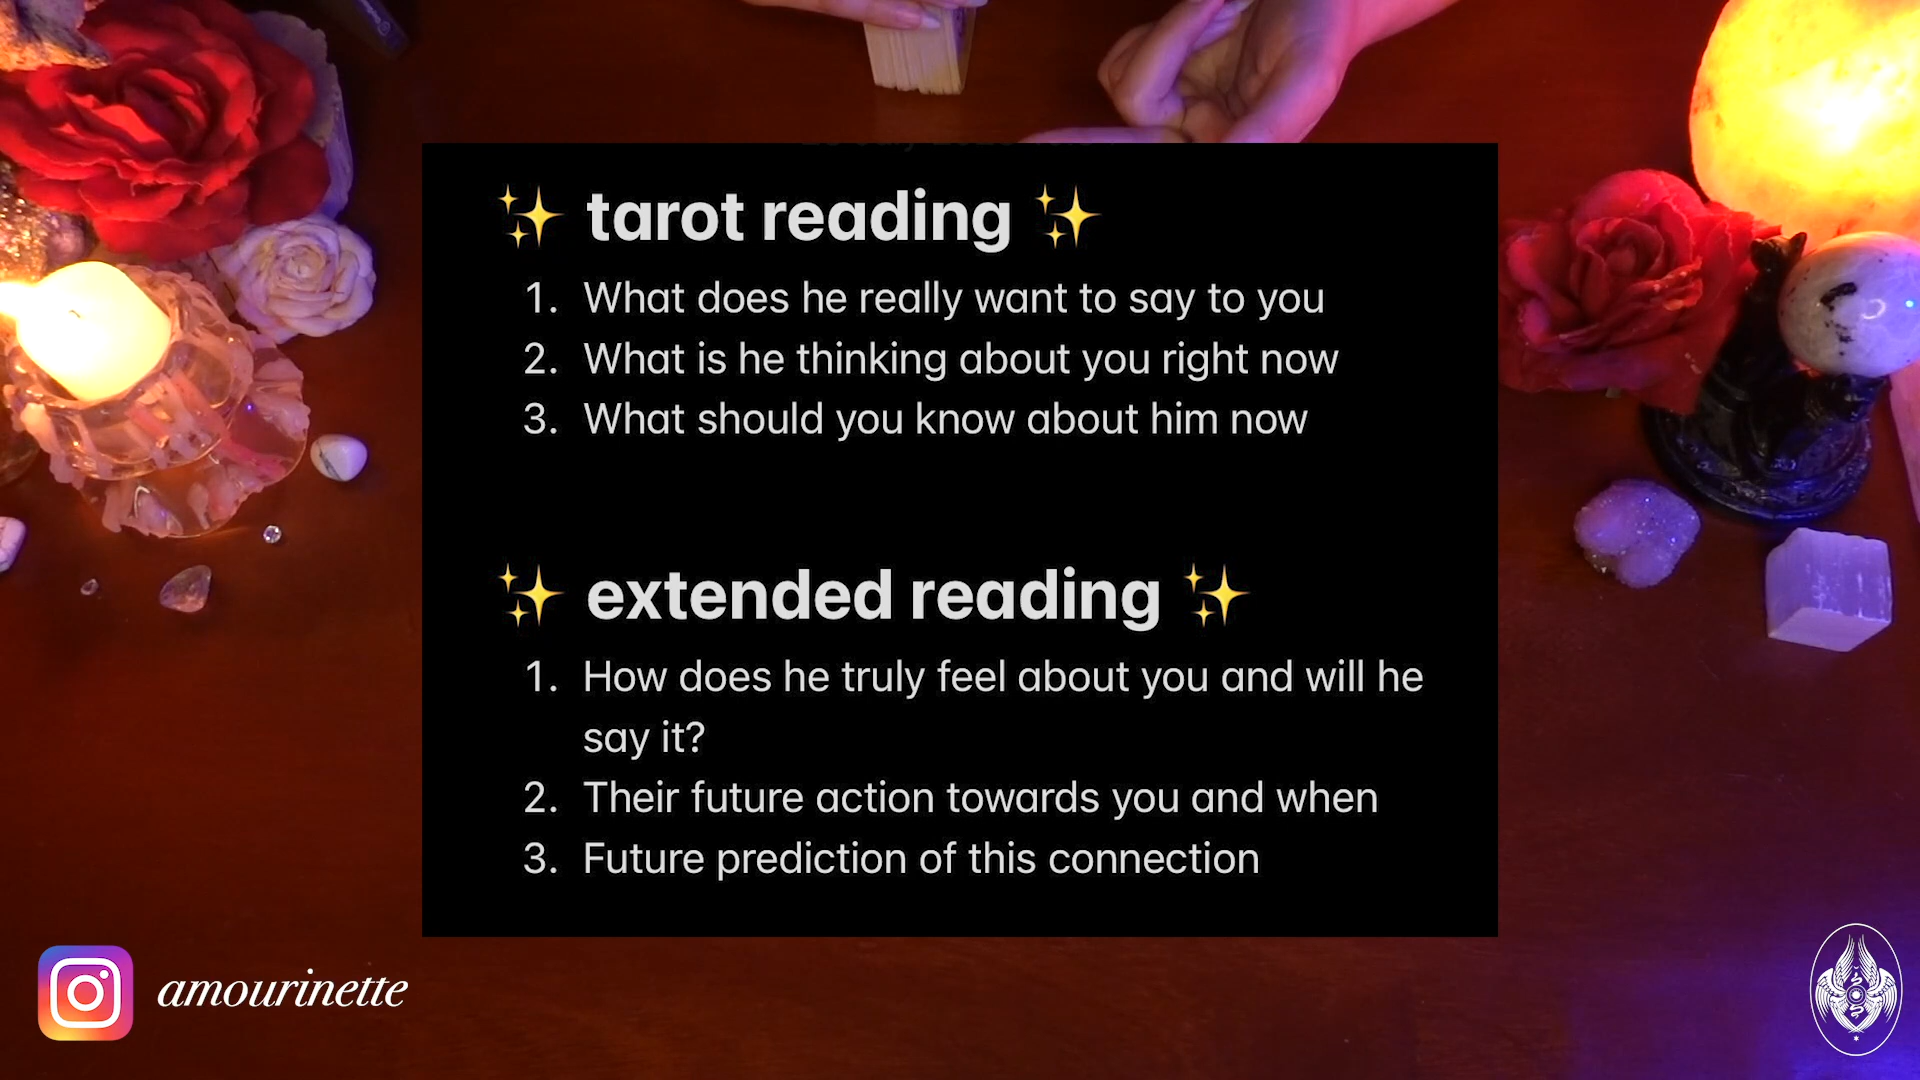 ✨ tarot reading ✨
1. What does he really want to say to you
2. What is he thinking about you right now
3. What should you know about him now
✨ extended reading ✨
1. How does he truly feel about you and will he
say it?
2. Their future action towards you and when
3. Future prediction of this connection
amourinette